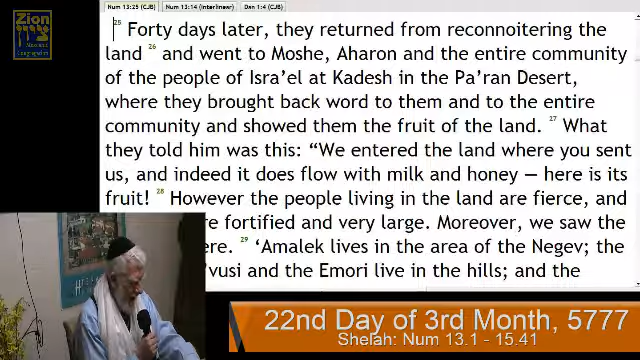 Zion
ציון
Messianic
Congregation
Num 13:25 (CJB) Num 13:14 (interlinear) Dan 1:4 (CJB)
25 Forty days later, they returned from reconnoitering the
land 26 and went to Moshe, Aharon and the entire community
of the people of Isra’el at Kadesh in the Pa’ran Desert,
where they brought back word to them and to the entire
community and showed them the fruit of the land. 27 What
they told him was this: “We entered the land where you sent
us, and indeed it does flow with milk and honey — here is its
fruit! 28 However the people living in the land are fierce, and
re fortified and very large. Moreover, we saw the
ere. 29 ‘Amalek lives in the area of the Negev; the
’vusi and the Emori live in the hills; and the
22nd Day of 3rd Month, 5777
Shelah: Num 13.1 - 15.41